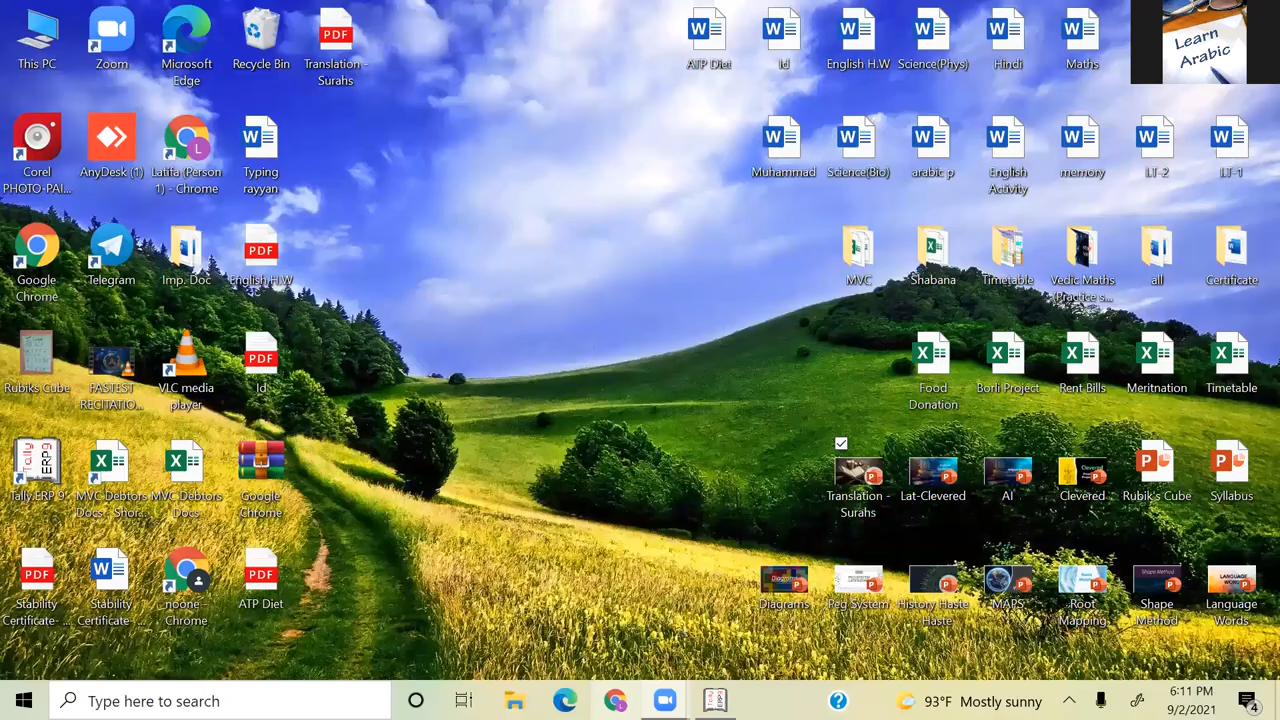 This PC
Zoom
Microsoft
Edge
Recycle Bin
Translation -
Surahs
ATP Diet
Id
English H.W
Science(Phys)
Hindi
Maths
Learn
Arabic
Corel
PHOTO-PAI...
AnyDesk (1)
Latifa (Person
1) - Chrome
Typing
rayyan
Muhammad
Science(Bio)
arabic p
English
Activity
memory
LT-2
LT-1
Google
Chrome
Telegram
Imp. Doc
English H.W
MVC
Shabana
Timetable
Vedic Maths
(Practice s...
all
Certificate
Rubiks Cube
FASTEST
RECITATIO...
VLC media
player
Id
Food
Donation
Borli Project
Rent Bills
Meritnation
Timetable
Tally.ERP 9
MVC-Debtors
Docs - Shor...
MVC-Debtors
Docs
Google
Chrome
Translation -
Surahs
Lat-Clevered
AI
Clevered
Rubik's Cube
Syllabus
Stability
Certificate- ...
Stability
Certificate -...
noone -
Chrome
ATP Diet
Diagrams
Peg System
History Haste
- Haste
MAPS
Root
Mapping
Shape
Method
Language
Words
Type here to search
93°F Mostly sunny
6:11 PM
9/2/2021
4